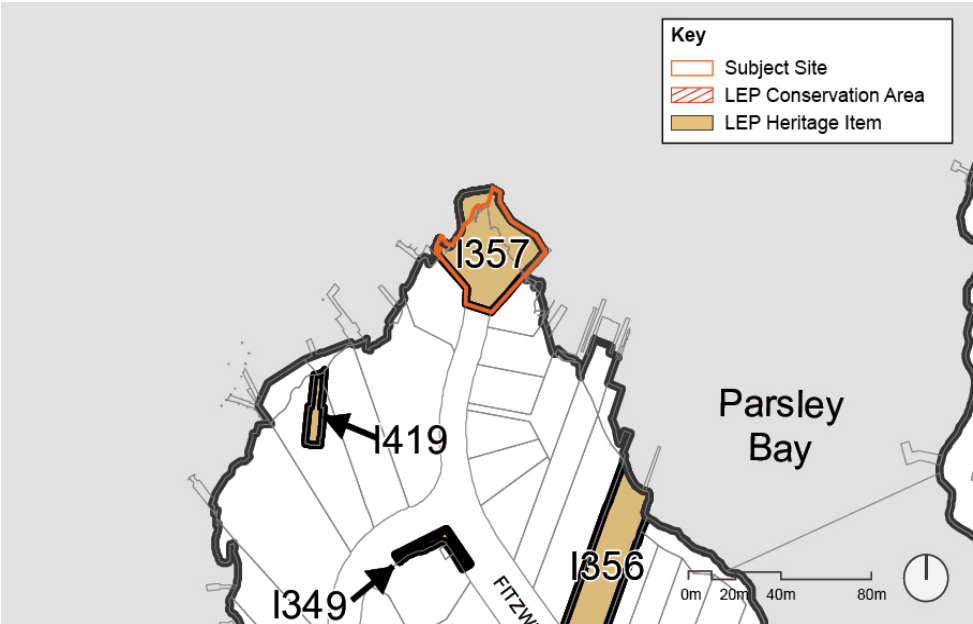 Key
Subject Site
LEP Conservation Area
LEP Heritage Item
I357
Parsley
Bay
I419
I356
I349
FITZW
0m 20m 40m 80m